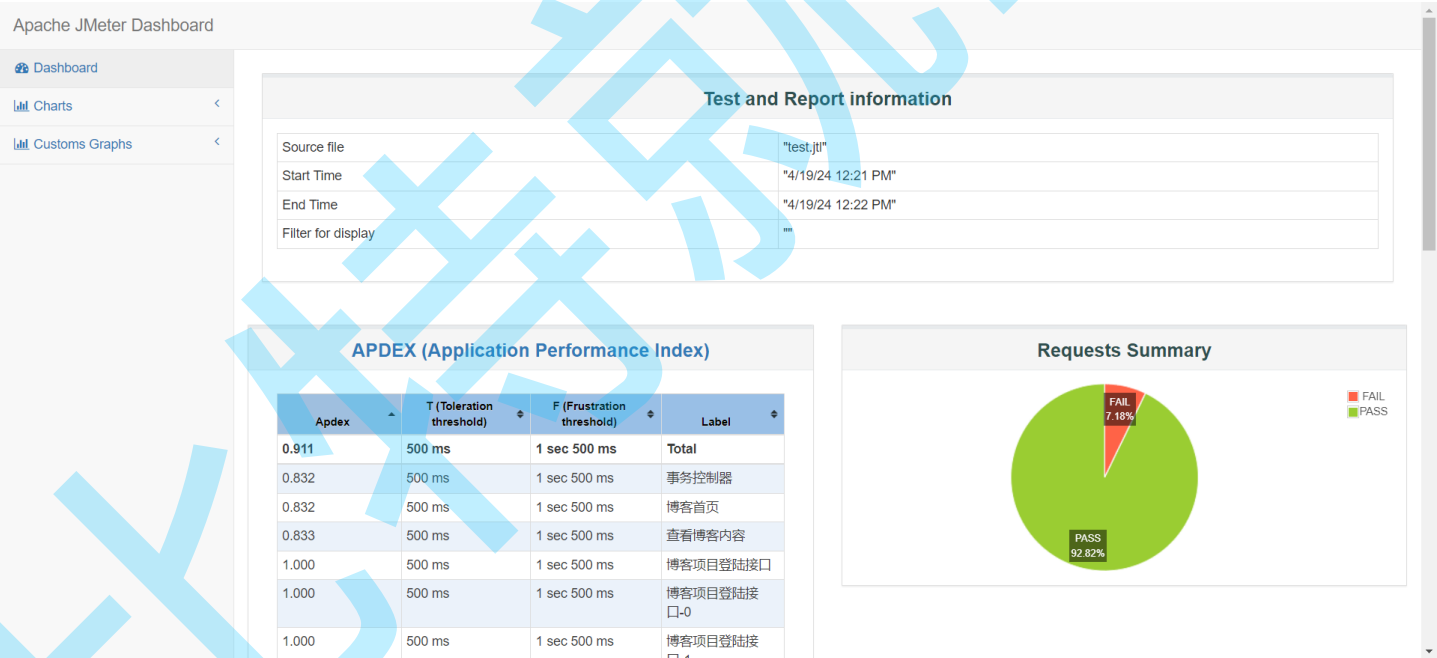 Apache JMeter Dashboard
Dashboard
Charts
Customs Graphs
Test and Report information
Source file "test.jtl"
Start Time "4/19/24 12:21 PM"
End Time "4/19/24 12:22 PM"
Filter for display ""
APDEX (Application Performance Index)
Apdex T (Toleration threshold) F (Frustration threshold) Label
0.911 500 ms 1 sec 500 ms Total
0.832 500 ms 1 sec 500 ms 事务控制器
0.832 500 ms 1 sec 500 ms 博客首页
0.833 500 ms 1 sec 500 ms 查看博客内容
1.000 500 ms 1 sec 500 ms 博客项目登陆接口
1.000 500 ms 1 sec 500 ms 博客项目登陆接
口-0
1.000 500 ms 1 sec 500 ms 博客项目登陆接
口-1
Requests Summary
FAIL
7.18%
PASS
92.82%
FAIL
PASS